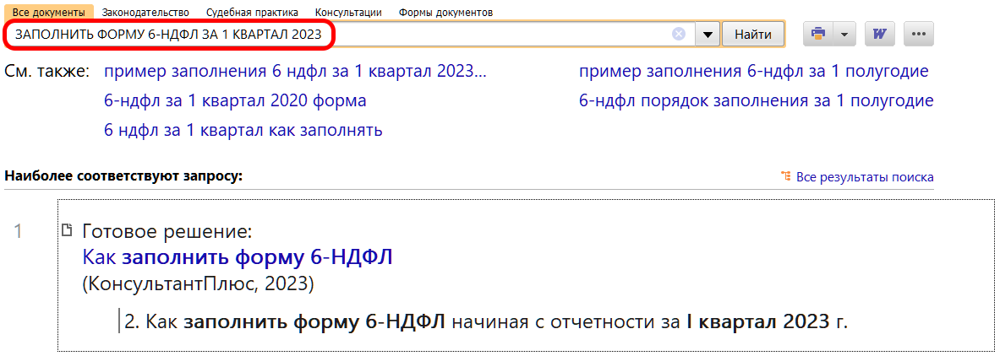 Все документы Законодательство Судебная практика Консультации Формы документов
ЗАПОЛНИТЬ ФОРМУ 6-НДФЛ ЗА 1 КВАРТАЛ 2023 Найти W
См. также: пример заполнения 6 ндфл за 1 квартал 2023... пример заполнения 6-ндфл за 1 полугодие
6-ндфл за 1 квартал 2020 форма 6-ндфл порядок заполнения за 1 полугодие
6 ндфл за 1 квартал как заполнять
Наиболее соответствуют запросу: Все результаты поиска
1 Готовое решение:
Как заполнить форму 6-НДФЛ
(КонсультантПлюс, 2023)
2. Как заполнить форму 6-НДФЛ начиная с отчетности за I квартал 2023 г.